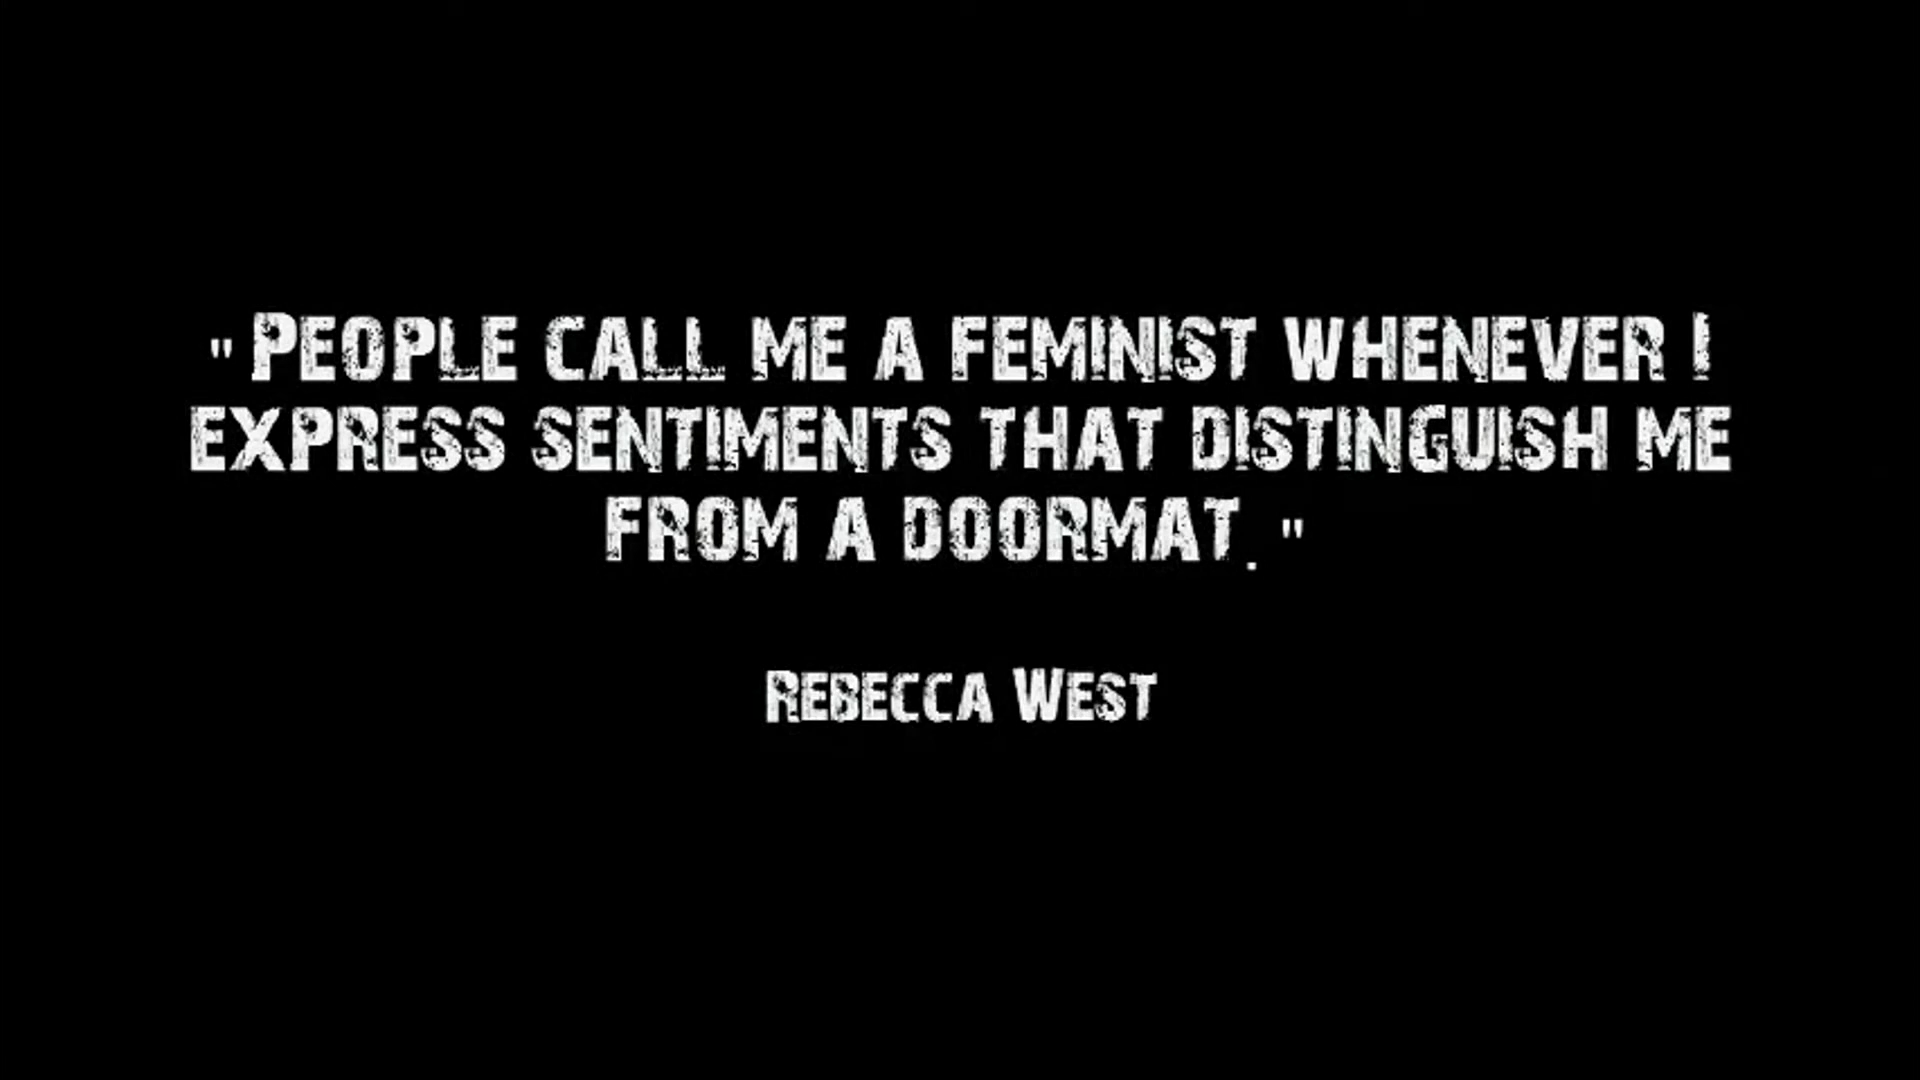 " People call me a feminist whenever I
express sentiments that distinguish me
from a doormat. "
Rebecca West